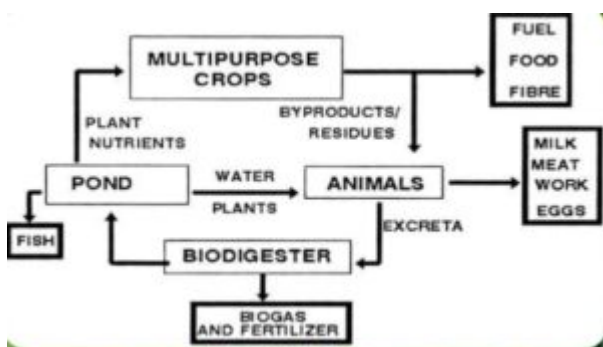 MULTIPURPOSE
CROPS
FUEL
FOOD
FIBRE
PLANT
NUTRIENTS
BYPRODUCTS/
RESIDUES
POND
WATER
PLANTS
ANIMALS
MILK
MEAT
WORK
EGGS
FISH
EXCRETA
BIODIGESTER
BIOGAS
AND FERTILIZER